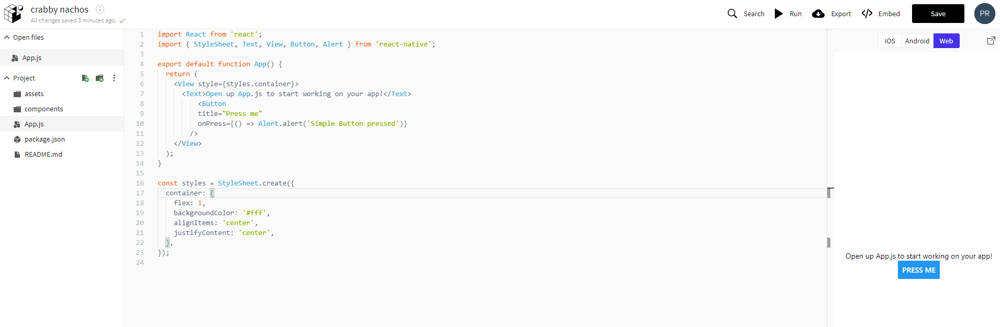 crabby nachos
All changes saved 3 minutes ago.
Search
Run
Export
Embed
Save
PR
Open files
App.js
Project
assets
components
App.js
package.json
README.md
1 import React from 'react';
2 import { StyleSheet, Text, View, Button, Alert } from 'react-native';
3
4 export default function App() {
5 return (
6 <View style={styles.container}>
7 <Text>Open up App.js to start working on your app!</Text>
8 <Button
9 title="Press me"
10 onPress={() => Alert.alert('Simple Button pressed')}
11 />
12 </View>
13 );
14 }
15
16 const styles = StyleSheet.create({
17 container: {
18 flex: 1,
19 backgroundColor: '#fff',
20 alignItems: 'center',
21 justifyContent: 'center',
22 },
23 });
24
iOS
Android
Web
Open up App.js to start working on your app!
PRESS ME